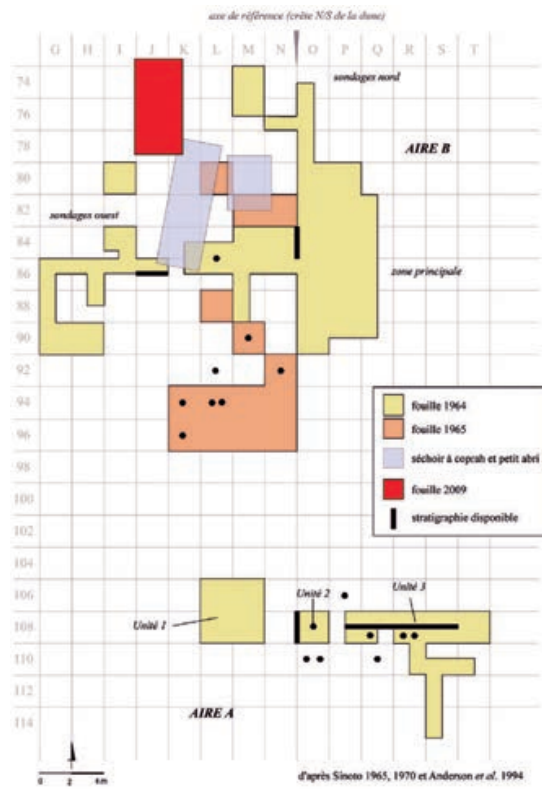 axe de référence (crête N/S de la dune)
G H I J K L M N O P Q R S T
74
sondages nord
76
AIRE B
78
80
82
sondages ouest
84
86
zone principale
88
90
92
94
fouille 1964
96
fouille 1965
98
séchoir à coprah et petit abri
100
fouille 2009
102
stratigraphie disponible
104
106
Unité 2
Unité 3
108
Unité 1
110
112
AIRE A
114
0 2 4 m
d'après Sinoto 1965, 1970 et Anderson et al. 1994